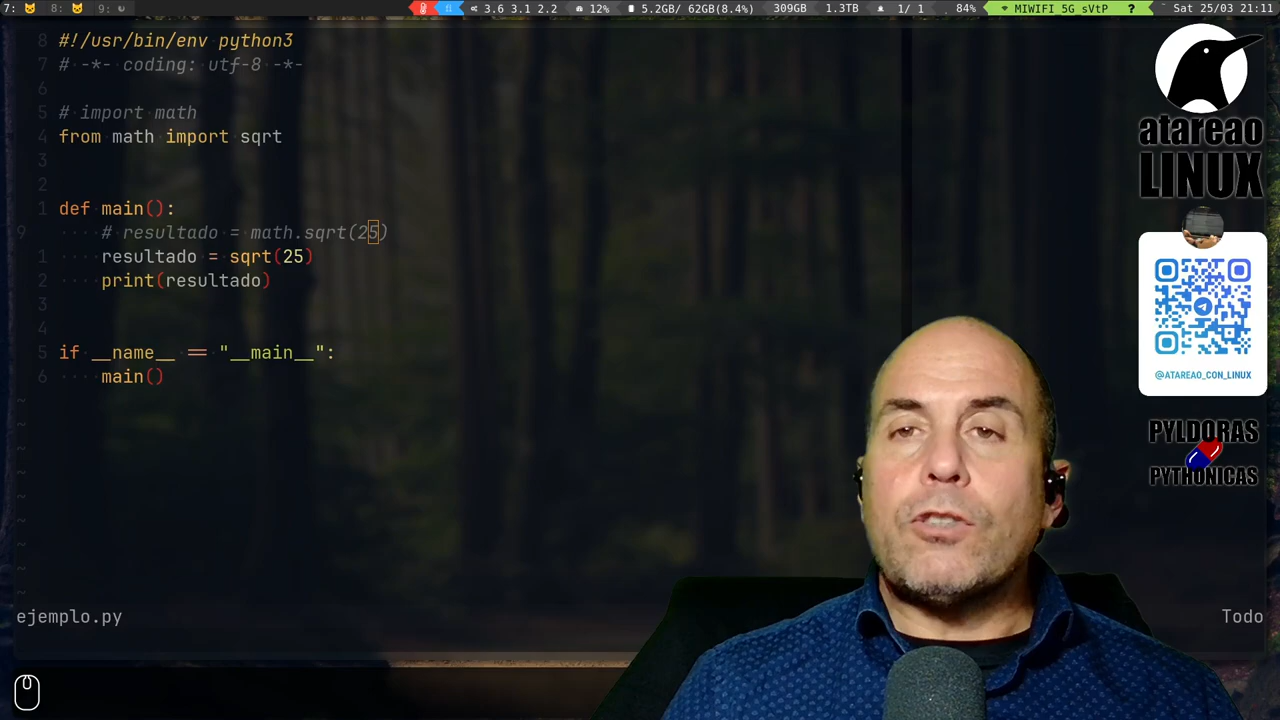 7: 8: 9:
3.6 3.1 2.2 12% 5.2GB/ 62GB(8.4%) 309GB 1.3TB 1/ 1 84% MIWIFI_5G_sVtP ? Sat 25/03 21:11
8 #!/usr/bin/env python3
7 # -*- coding: utf-8 -*-
6
5 # import math
4 from math import sqrt
3
2
1 def main():
9 # resultado = math.sqrt(25)
1 resultado = sqrt(25)
2 print(resultado)
3
4
5 if __name__ == "__main__":
6 main()
~
~
~
~
~
~
~
~
~
ejemplo.py
Todo
atareao
LINUX
@ATAREAO_CON_LINUX
PYLDORAS
PYTHONICAS